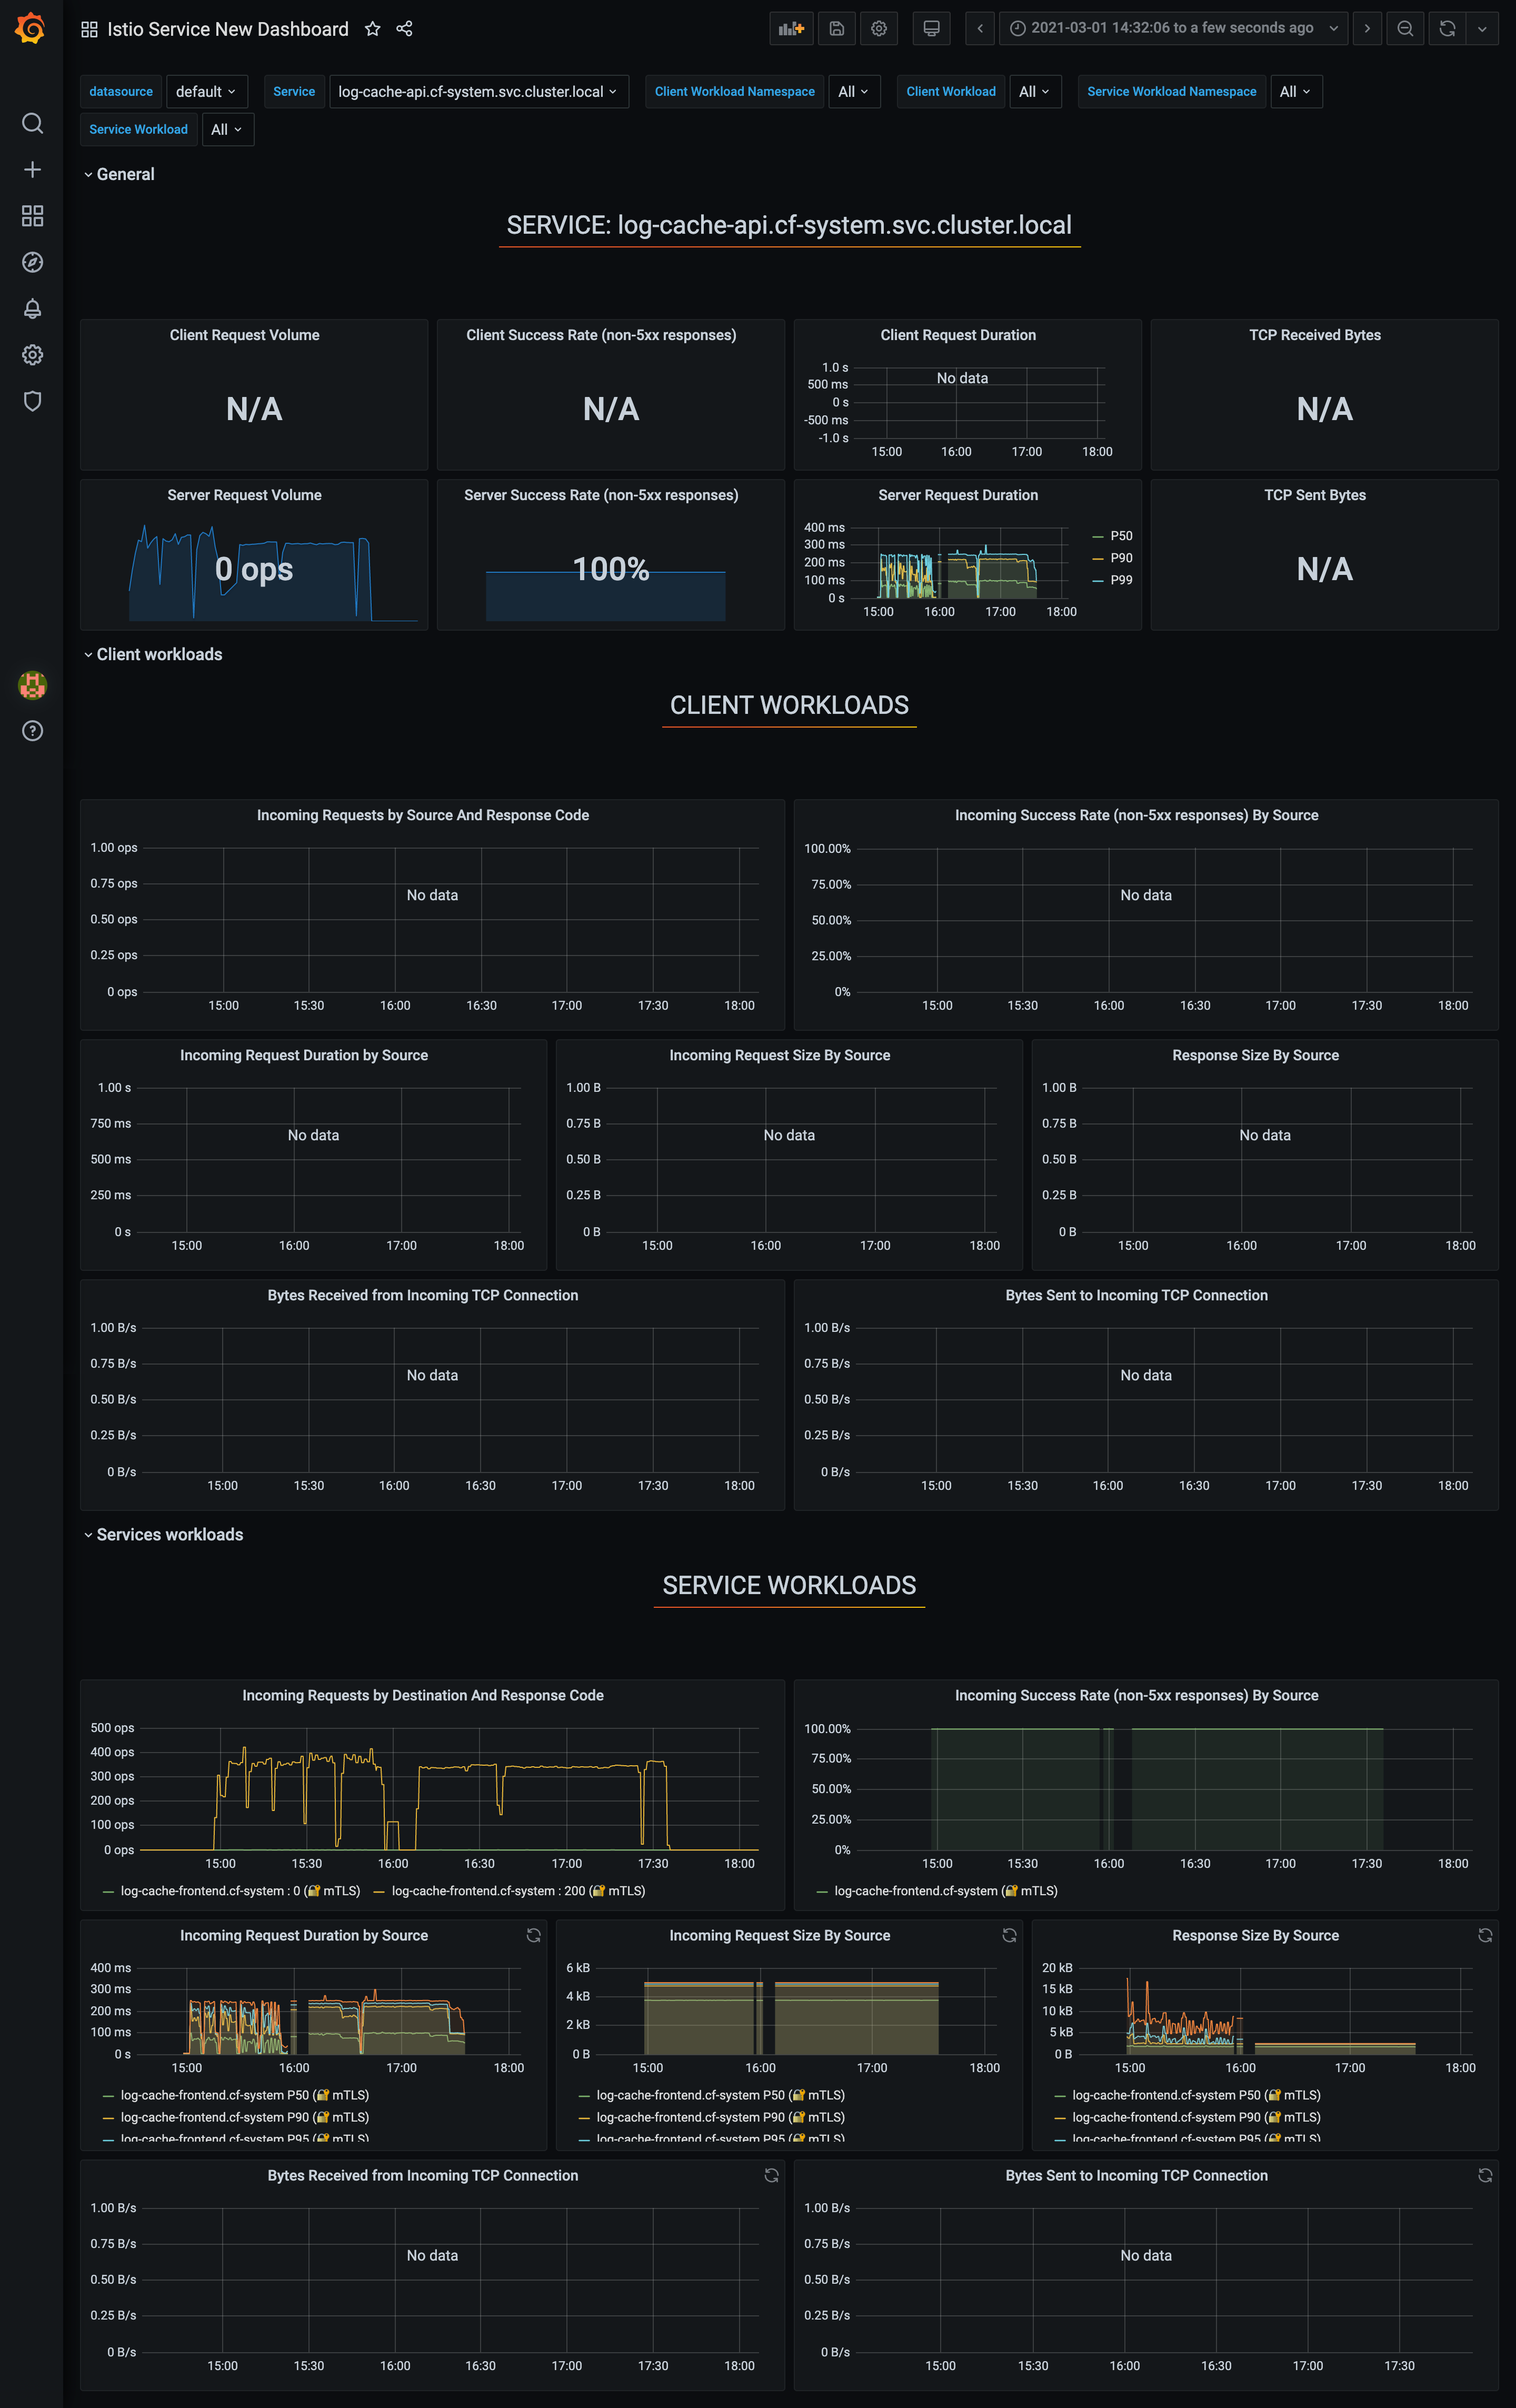 Istio Service New Dashboard
2021-03-01 14:32:06 to a few seconds ago
datasource default Service log-cache-api.cf-system.svc.cluster.local Client Workload Namespace All Client Workload All Service Workload Namespace All
Service Workload All
General
SERVICE: log-cache-api.cf-system.svc.cluster.local
Client Request Volume
N/A
Client Success Rate (non-5xx responses)
N/A
Client Request Duration
1.0 s
500 ms
0 s
-500 ms
-1.0 s
No data
15:00 16:00 17:00 18:00
TCP Received Bytes
N/A
Server Request Volume
0 ops
Server Success Rate (non-5xx responses)
100%
Server Request Duration
400 ms
300 ms
200 ms
100 ms
0 s
15:00 16:00 17:00 18:00
P50
P90
P99
TCP Sent Bytes
N/A
Client workloads
CLIENT WORKLOADS
Incoming Requests by Source And Response Code
1.00 ops
0.75 ops
0.50 ops
0.25 ops
0 ops
No data
15:00 15:30 16:00 16:30 17:00 17:30 18:00
Incoming Success Rate (non-5xx responses) By Source
100.00%
75.00%
50.00%
25.00%
0%
No data
15:00 15:30 16:00 16:30 17:00 17:30 18:00
Incoming Request Duration by Source
1.00 s
750 ms
500 ms
250 ms
0 s
No data
15:00 16:00 17:00 18:00
Incoming Request Size By Source
1.00 B
0.75 B
0.50 B
0.25 B
0 B
No data
15:00 16:00 17:00 18:00
Response Size By Source
1.00 B
0.75 B
0.50 B
0.25 B
0 B
No data
15:00 16:00 17:00 18:00
Bytes Received from Incoming TCP Connection
1.00 B/s
0.75 B/s
0.50 B/s
0.25 B/s
0 B/s
No data
15:00 15:30 16:00 16:30 17:00 17:30 18:00
Bytes Sent to Incoming TCP Connection
1.00 B/s
0.75 B/s
0.50 B/s
0.25 B/s
0 B/s
No data
15:00 15:30 16:00 16:30 17:00 17:30 18:00
Services workloads
SERVICE WORKLOADS
Incoming Requests by Destination And Response Code
500 ops
400 ops
300 ops
200 ops
100 ops
0 ops
15:00 15:30 16:00 16:30 17:00 17:30 18:00
log-cache-frontend.cf-system : 0 (🔐 mTLS) log-cache-frontend.cf-system : 200 (🔐 mTLS)
Incoming Success Rate (non-5xx responses) By Source
100.00%
75.00%
50.00%
25.00%
0%
15:00 15:30 16:00 16:30 17:00 17:30 18:00
log-cache-frontend.cf-system (🔐 mTLS)
Incoming Request Duration by Source
400 ms
300 ms
200 ms
100 ms
0 s
15:00 16:00 17:00 18:00
log-cache-frontend.cf-system P50 (🔐 mTLS)
log-cache-frontend.cf-system P90 (🔐 mTLS)
log-cache-frontend.cf-system P95 (🔐 mTLS)
Incoming Request Size By Source
6 kB
4 kB
2 kB
0 B
15:00 16:00 17:00 18:00
log-cache-frontend.cf-system P50 (🔐 mTLS)
log-cache-frontend.cf-system P90 (🔐 mTLS)
log-cache-frontend.cf-system P95 (🔐 mTLS)
Response Size By Source
20 kB
15 kB
10 kB
5 kB
0 B
15:00 16:00 17:00 18:00
log-cache-frontend.cf-system P50 (🔐 mTLS)
log-cache-frontend.cf-system P90 (🔐 mTLS)
log-cache-frontend.cf-system P95 (🔐 mTLS)
Bytes Received from Incoming TCP Connection
1.00 B/s
0.75 B/s
0.50 B/s
0.25 B/s
0 B/s
No data
15:00 15:30 16:00 16:30 17:00 17:30 18:00
Bytes Sent to Incoming TCP Connection
1.00 B/s
0.75 B/s
0.50 B/s
0.25 B/s
0 B/s
No data
15:00 15:30 16:00 16:30 17:00 17:30